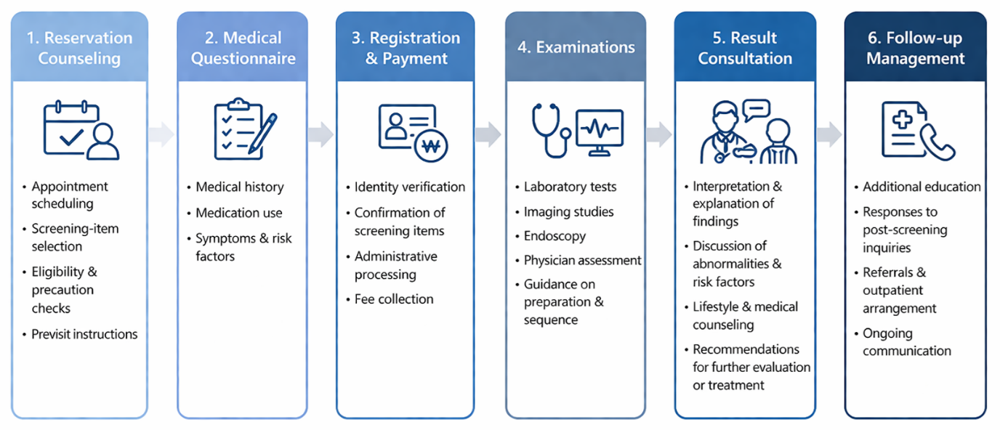 1. Reservation
Counseling
• Appointment
scheduling
• Screening-item
selection
• Eligibility &
precaution
checks
• Previsit instructions
2. Medical
Questionnaire
• Medical history
• Medication use
• Symptoms & risk
factors
3. Registration
& Payment
₩
• Identity verification
• Confirmation of
screening items
• Administrative
processing
• Fee collection
4. Examinations
• Laboratory tests
• Imaging studies
• Endoscopy
• Physician assessment
• Guidance on
preparation &
sequence
5. Result
Consultation
• Interpretation &
explanation of
findings
• Discussion of
abnormalities &
risk factors
• Lifestyle & medical
counseling
• Recommendations
for further evaluation
or treatment
6. Follow-up
Management
• Additional education
• Responses to
post-screening
inquiries
• Referrals &
outpatient
arrangement
• Ongoing
communication